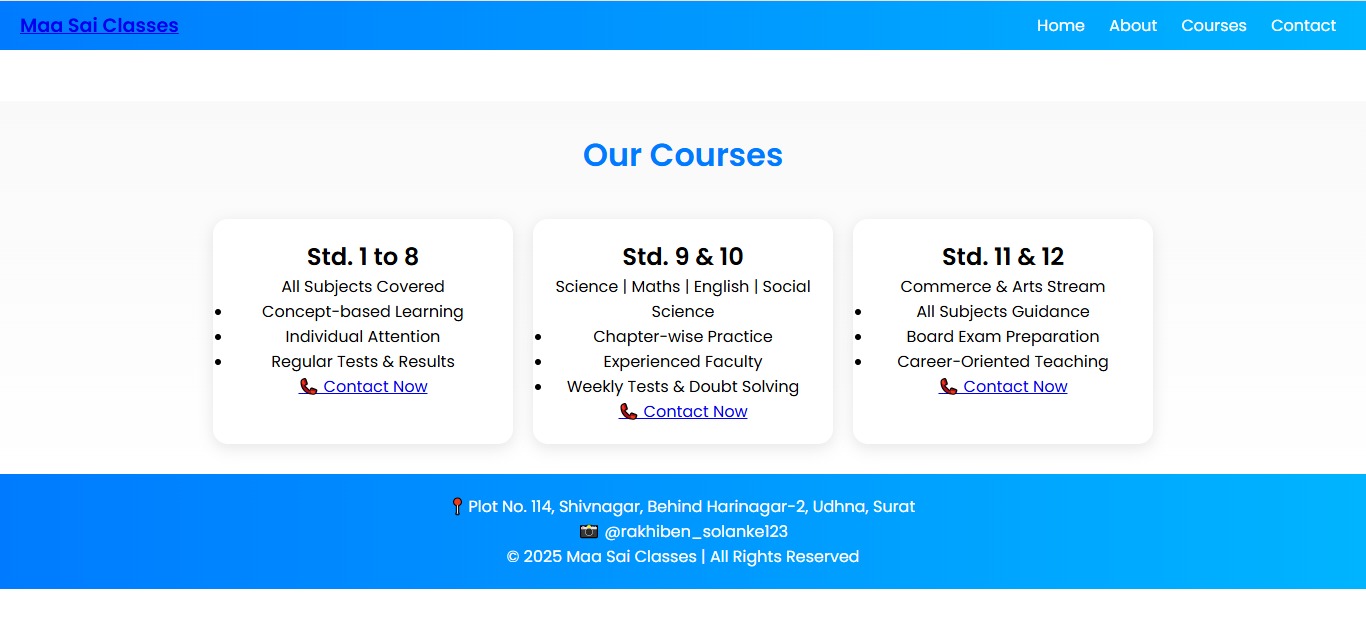 Maa Sai Classes
Home About Courses Contact
Our Courses
Std. 1 to 8
All Subjects Covered
• Concept-based Learning
• Individual Attention
• Regular Tests & Results
📞 Contact Now
Std. 9 & 10
Science | Maths | English | Social
Science
• Chapter-wise Practice
• Experienced Faculty
• Weekly Tests & Doubt Solving
📞 Contact Now
Std. 11 & 12
Commerce & Arts Stream
• All Subjects Guidance
• Board Exam Preparation
• Career-Oriented Teaching
📞 Contact Now
📍 Plot No. 114, Shivnagar, Behind Harinagar-2, Udhna, Surat
📸 @rakhiben_solanke123
© 2025 Maa Sai Classes | All Rights Reserved